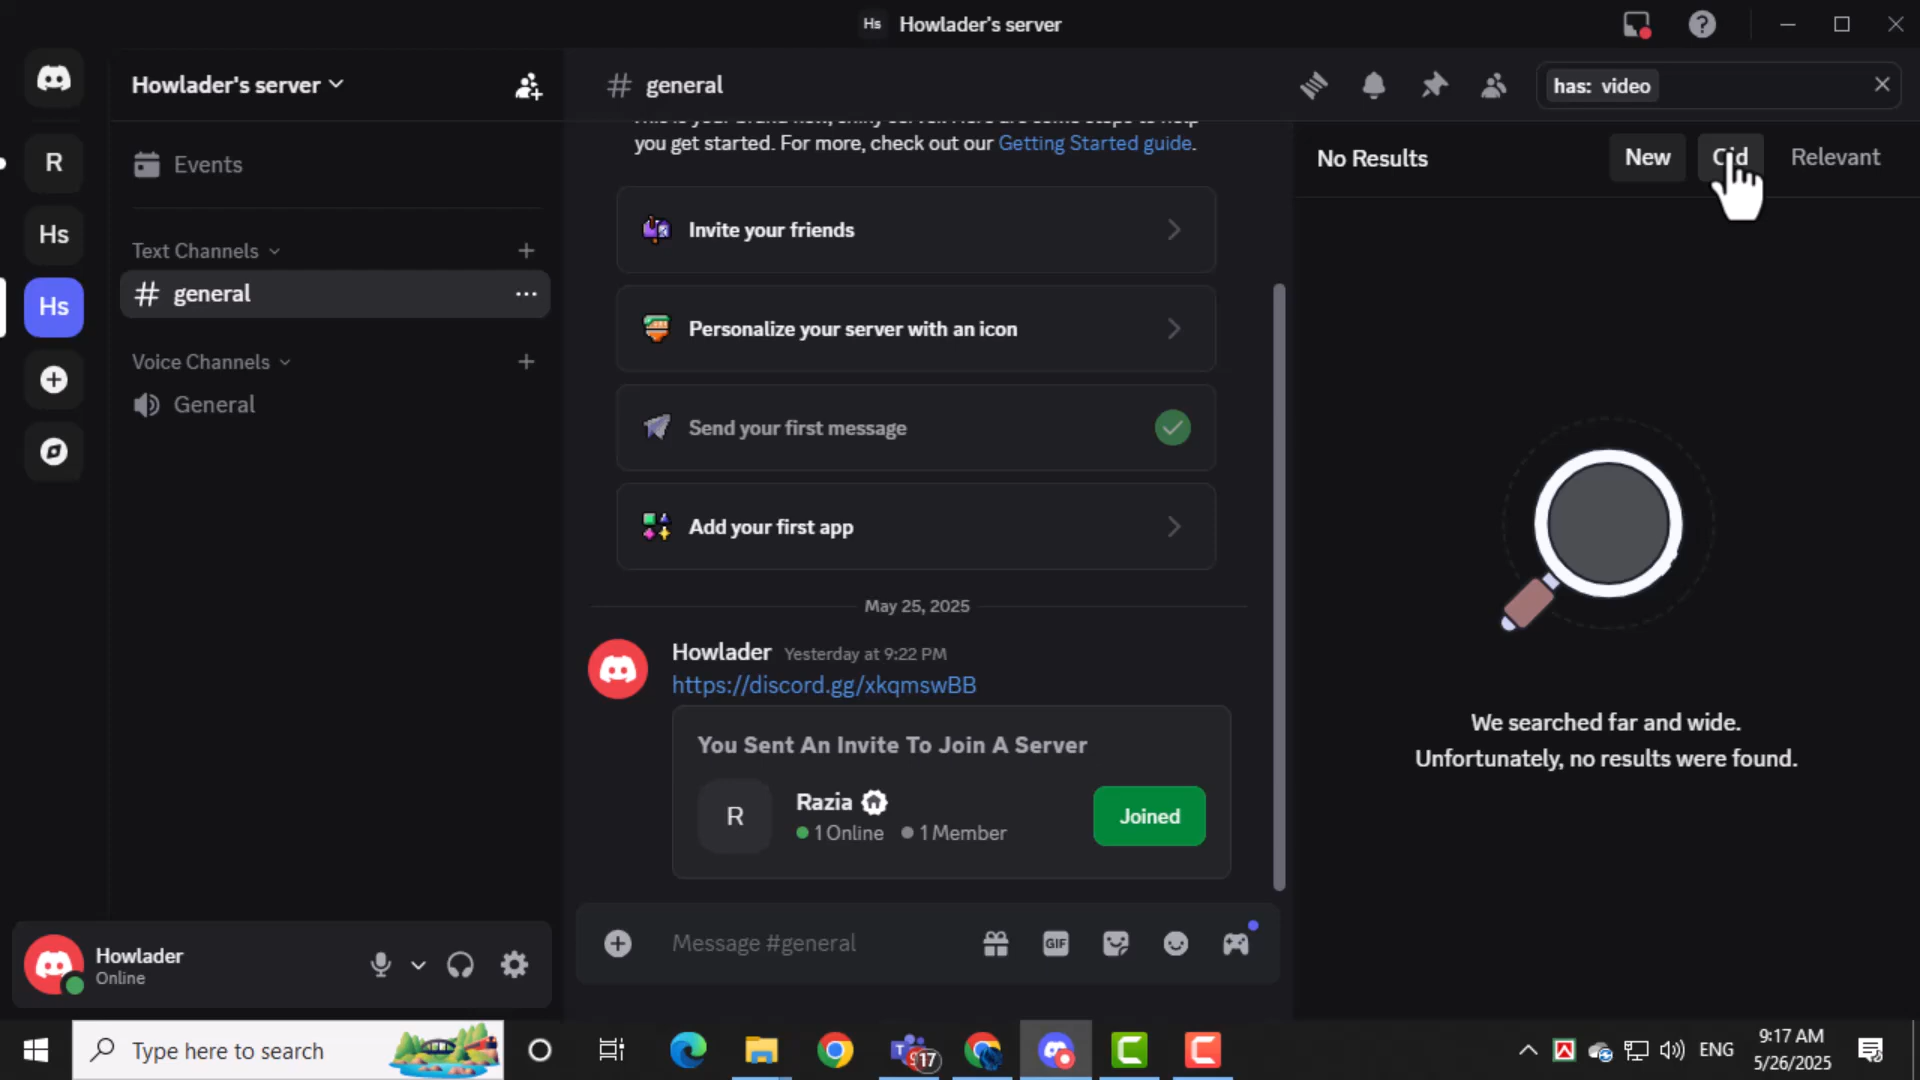 Hs Howlader's server
Howlader's server
general
has: video
R
Hs
Hs
Events
Text Channels
general
Voice Channels
General
you get started. For more, check out our Getting Started guide.
Invite your friends
Personalize your server with an icon
Send your first message
Add your first app
May 25, 2025
Howlader Yesterday at 9:22 PM
https://discord.gg/xkqmswBB
You Sent An Invite To Join A Server
R
Razia
1 Online 1 Member
Joined
Message #general
GIF
No Results
New
Relevant
We searched far and wide.
Unfortunately, no results were found.
Howlader
Online
Type here to search
17
ENG
9:17 AM
5/26/2025